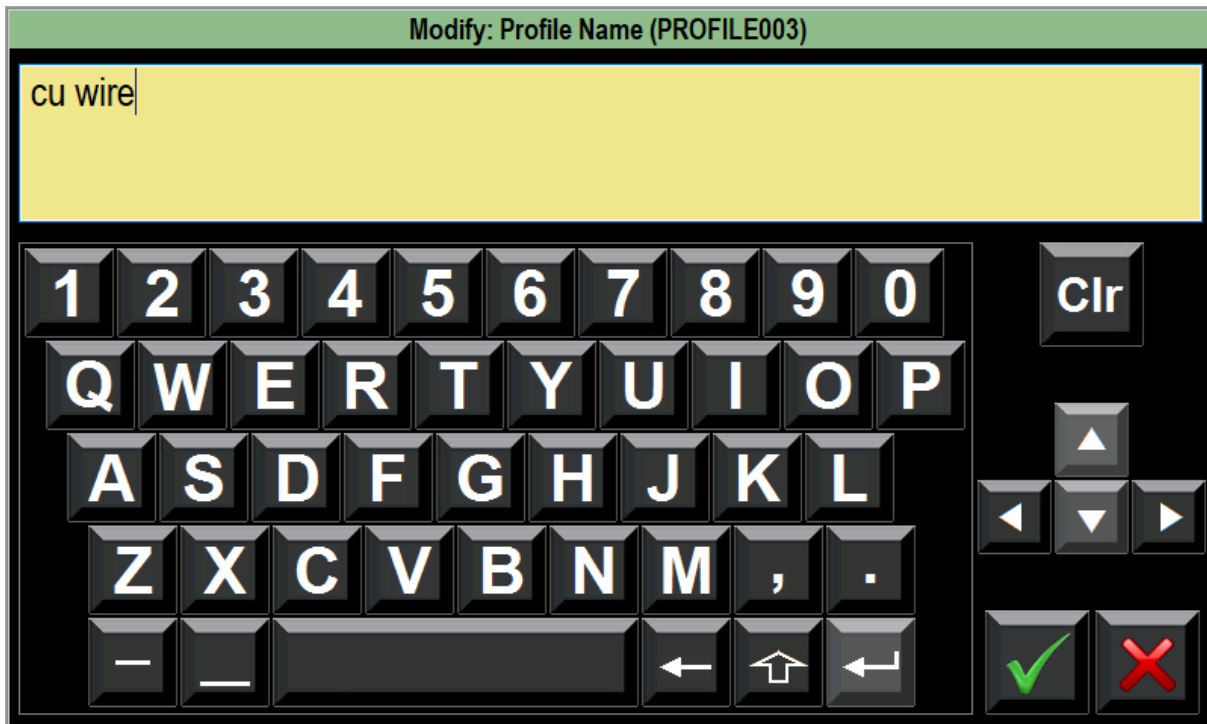 Modify: Profile Name (PROFILE003)
cu wire
1 2 3 4 5 6 7 8 9 0
Clr
Q W E R T Y U I O P
A S D F G H J K L
Z X C V B N M , .
– _